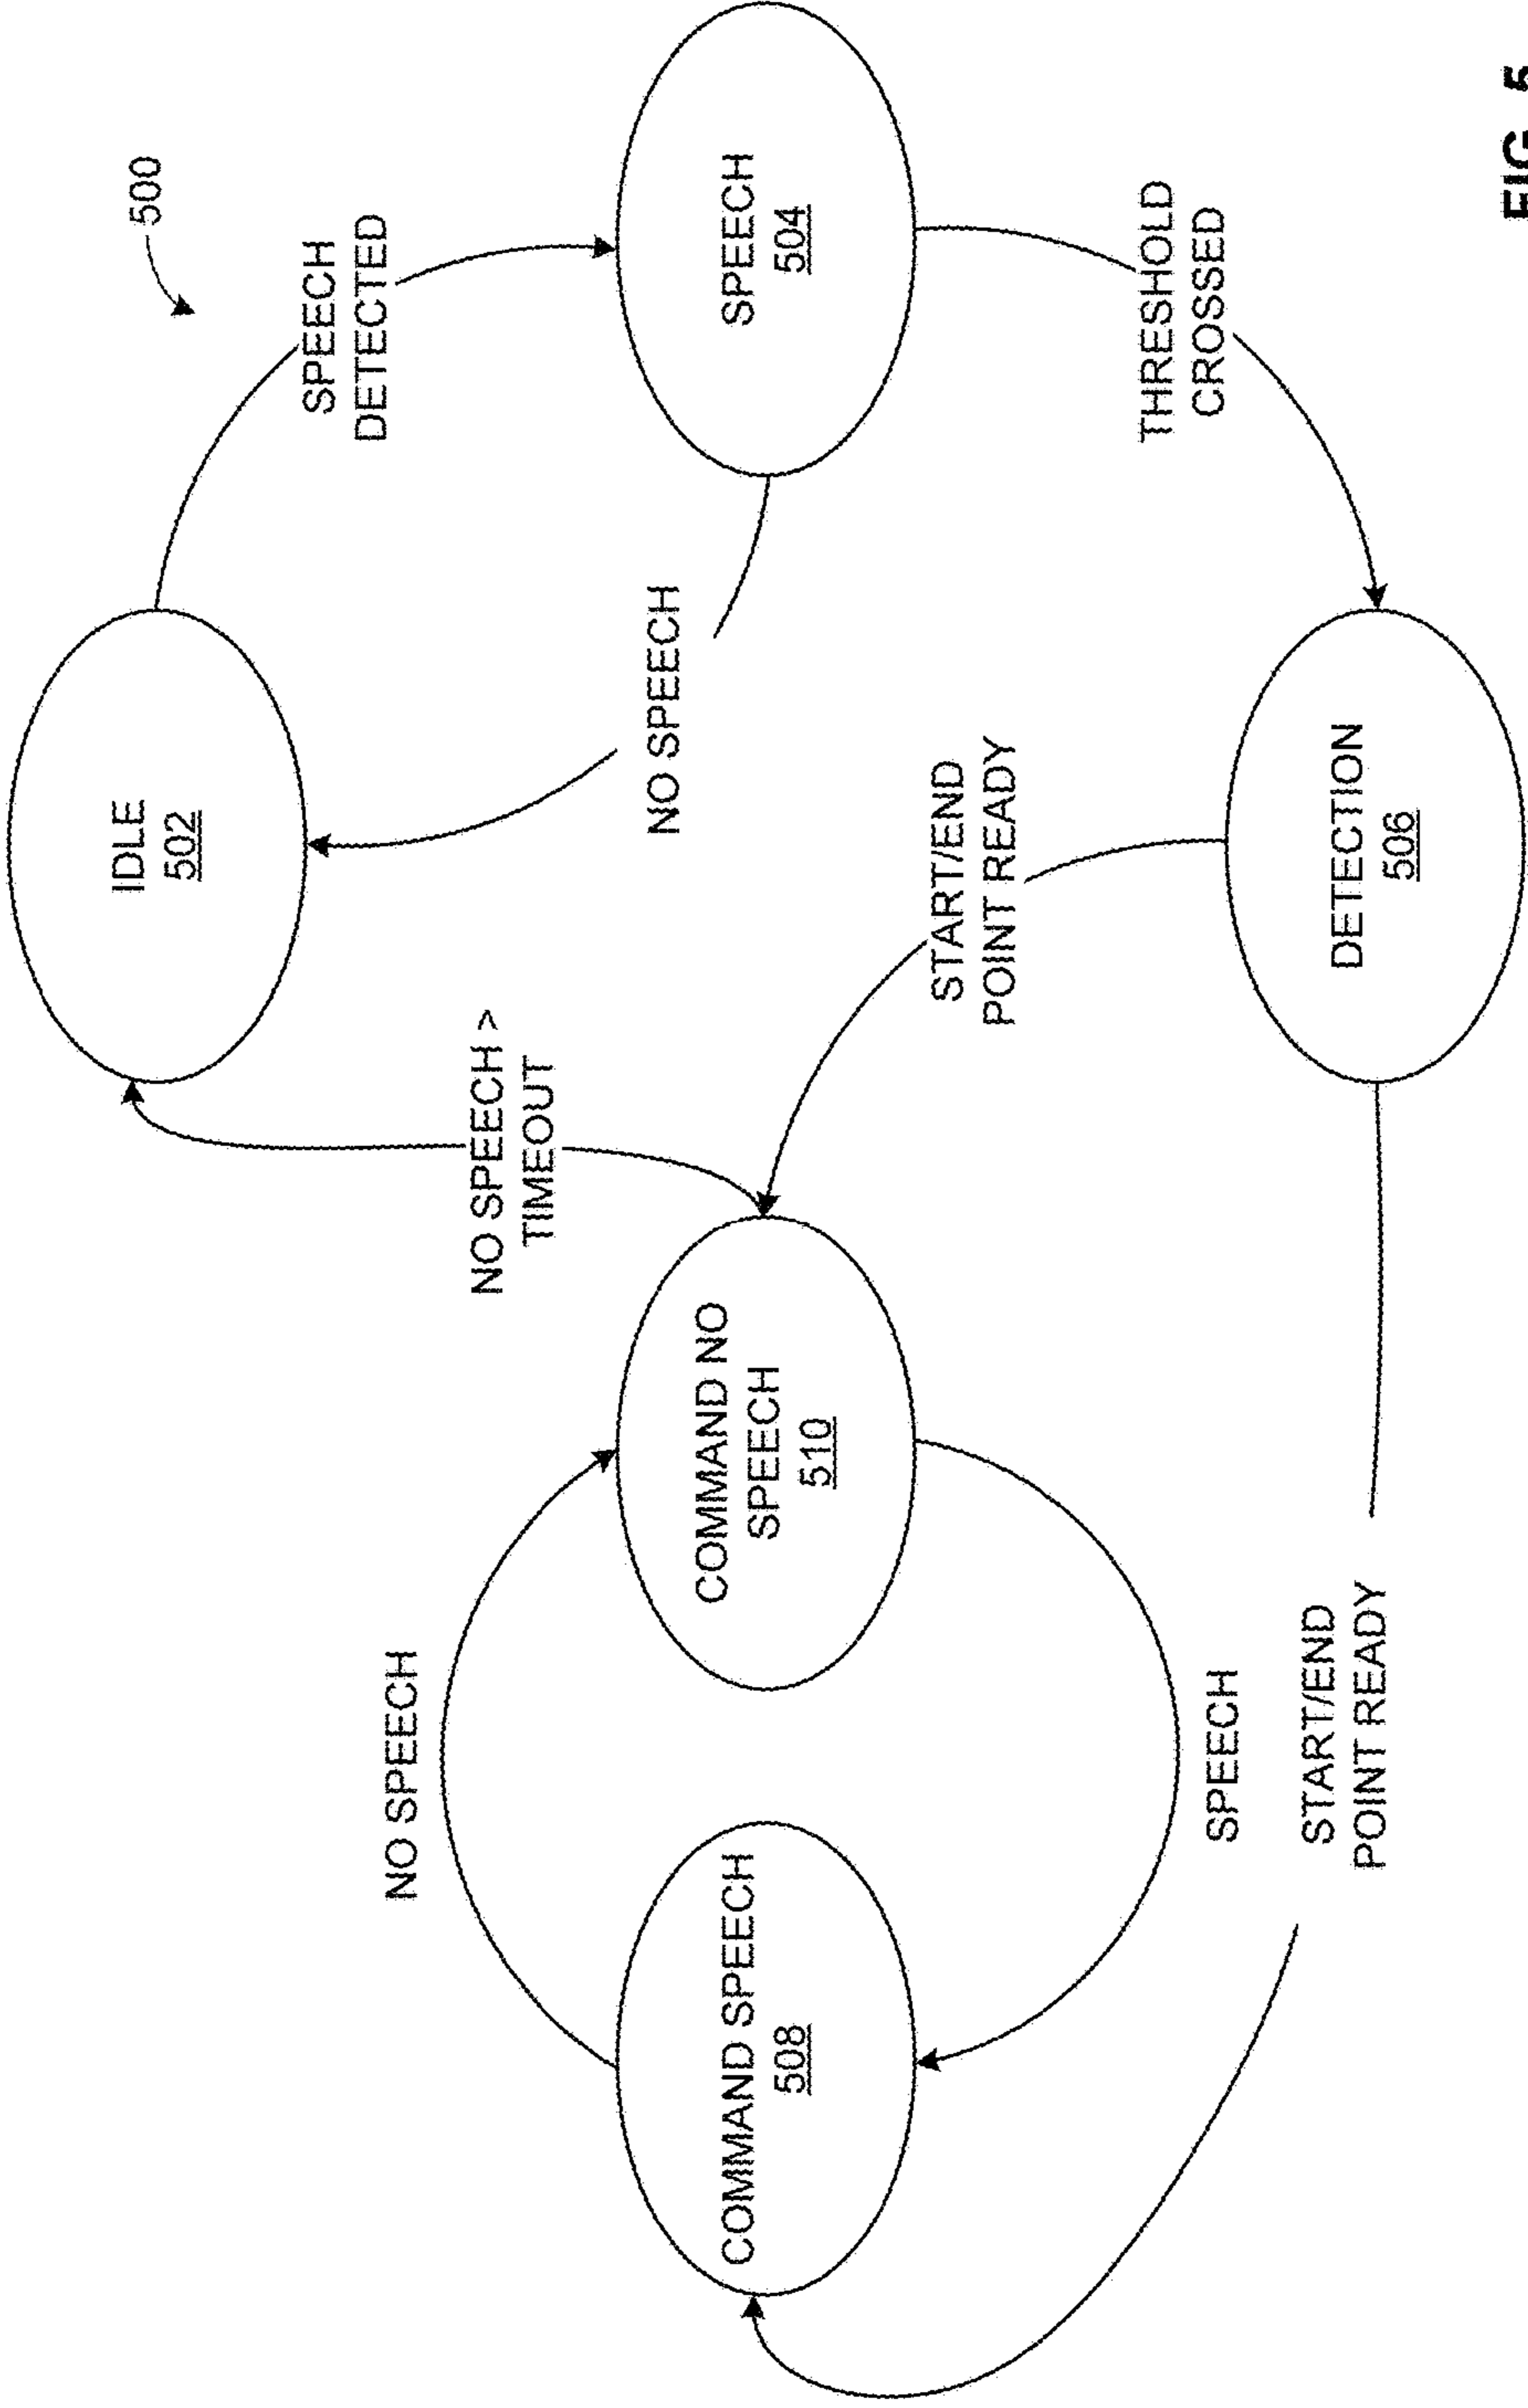 500
IDLE
502
SPEECH
DETECTED
SPEECH
504
NO SPEECH
THRESHOLD
CROSSED
DETECTION
506
START/END
POINT READY
NO SPEECH >
TIMEOUT
COMMAND NO
SPEECH
510
NO SPEECH
SPEECH
COMMAND SPEECH
508
START/END
POINT READY
FIG. 5